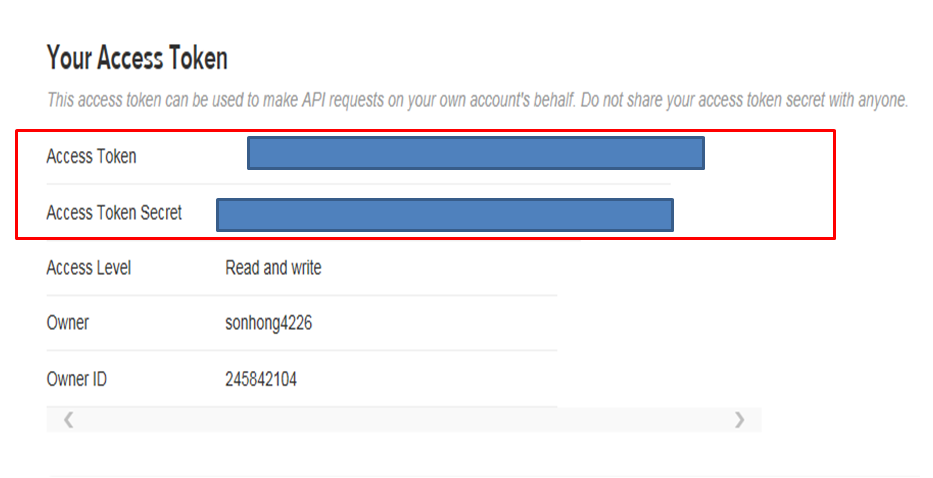 Your Access Token
This access token can be used to make API requests on your own account's behalf. Do not share your access token secret with anyone.
Access Token
Access Token Secret
Access Level Read and write
Owner sonhong4226
Owner ID 245842104